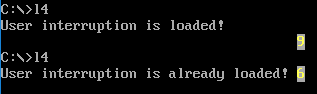 C:\>l4
User interruption is loaded!
9
C:\>l4
User interruption is already loaded! 6